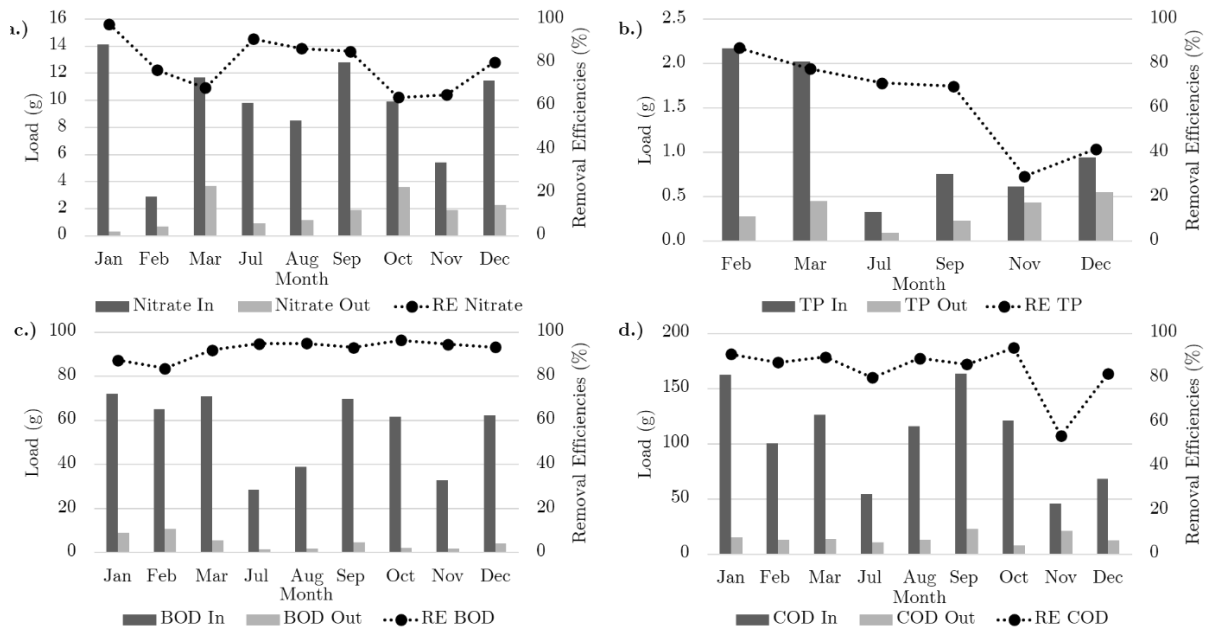 a.)
16
14
12
10
8
6
4
2
0
Load (g)
100
80
60
40
20
0
Removal Efficiencies (%)
Jan Feb Mar Jul Aug Sep Oct Nov Dec
Month
Nitrate In Nitrate Out RE Nitrate
b.)
2.5
2.0
1.5
1.0
0.5
0.0
Load (g)
100
80
60
40
20
0
Removal Efficiencies (%)
Feb Mar Jul Sep Nov Dec
Month
TP In TP Out RE TP
c.)
100
80
60
40
20
0
Load (g)
100
80
60
40
20
0
Removal Efficiencies (%)
Jan Feb Mar Jul Aug Sep Oct Nov Dec
Month
BOD In BOD Out RE BOD
d.)
200
150
100
50
0
Load (g)
100
80
60
40
20
0
Removal Efficiencies (%)
Jan Feb Mar Jul Aug Sep Oct Nov Dec
Month
COD In COD Out RE COD